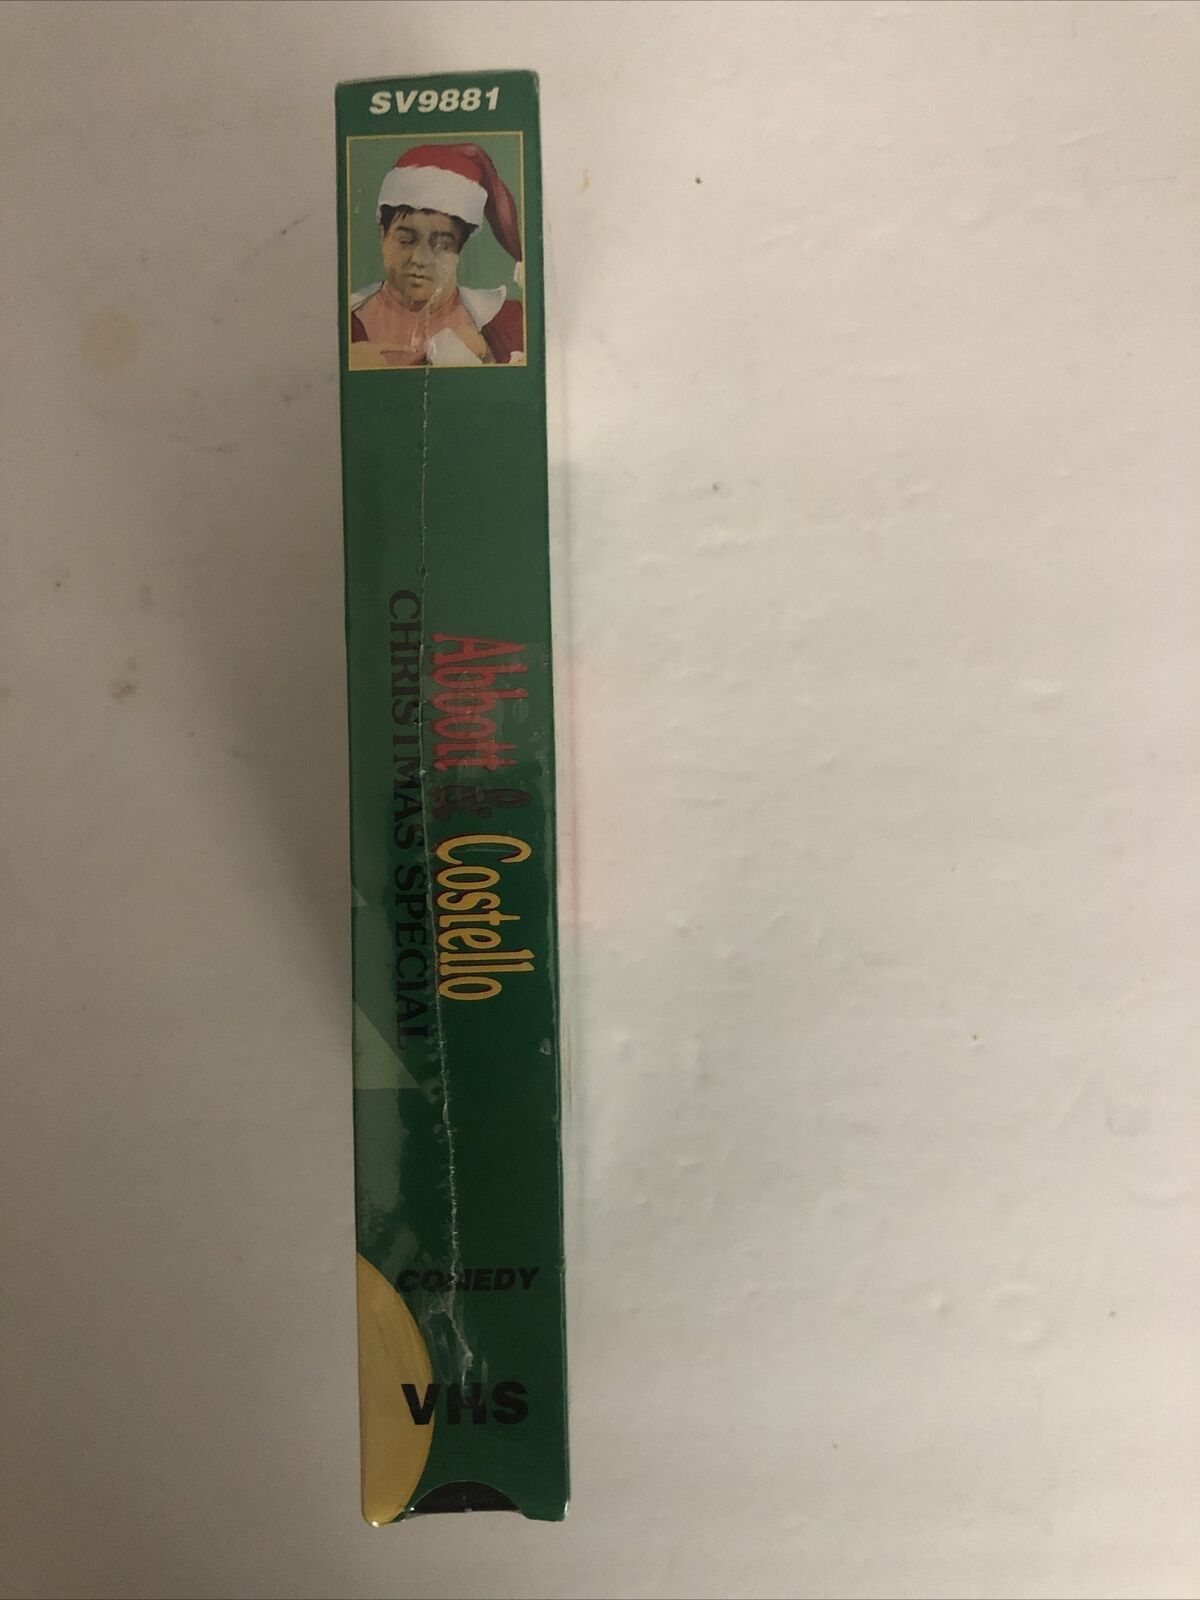 SV9881
Abbott & Costello
CHRISTMAS SPECIAL
COMEDY
VHS